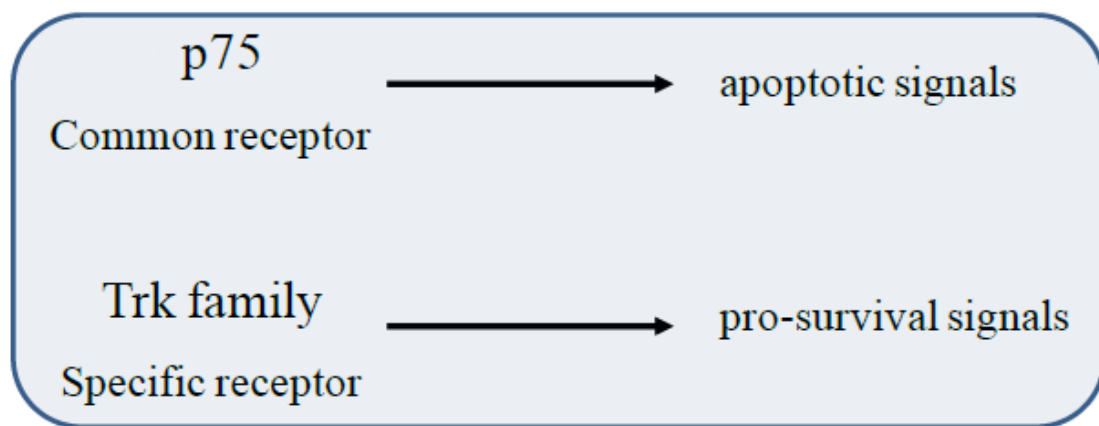 p75
apoptotic signals
Common receptor
Trk family
pro-survival signals
Specific receptor